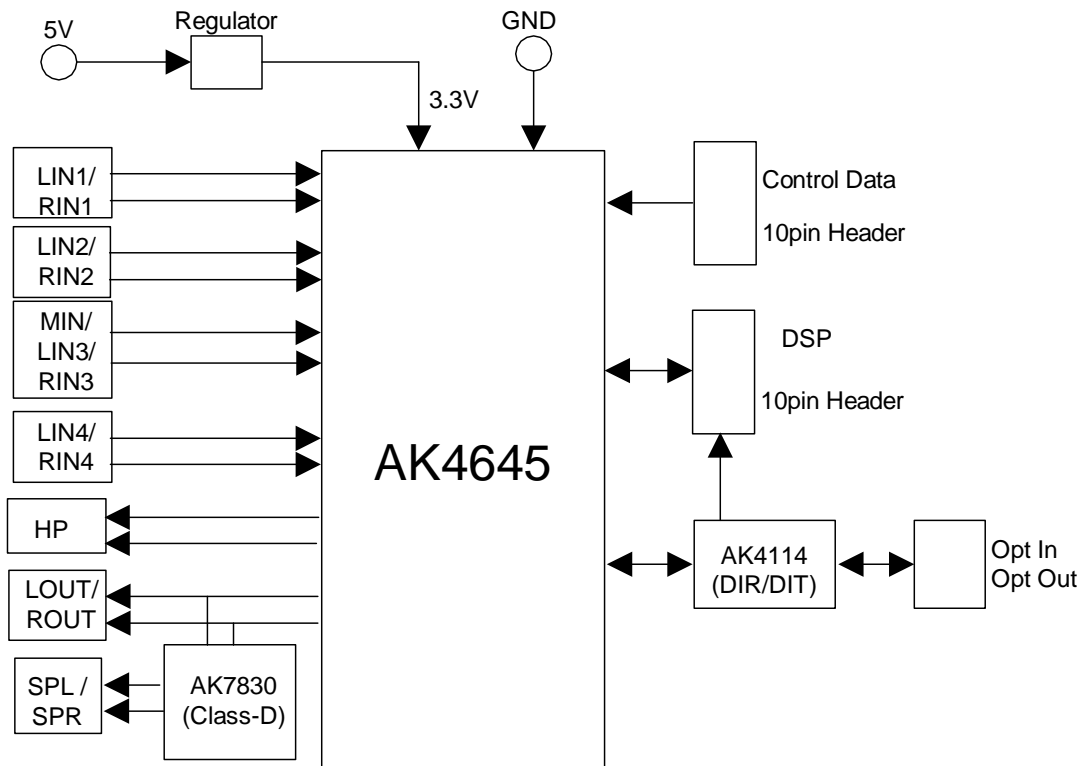 5V
Regulator
GND
3.3V
LIN1/
RIN1
LIN2/
RIN2
MIN/
LIN3/
RIN3
LIN4/
RIN4
HP
LOUT/
ROUT
SPL /
SPR
AK7830
(Class-D)
AK4645
Control Data
10pin Header
DSP
10pin Header
AK4114
(DIR/DIT)
Opt In
Opt Out